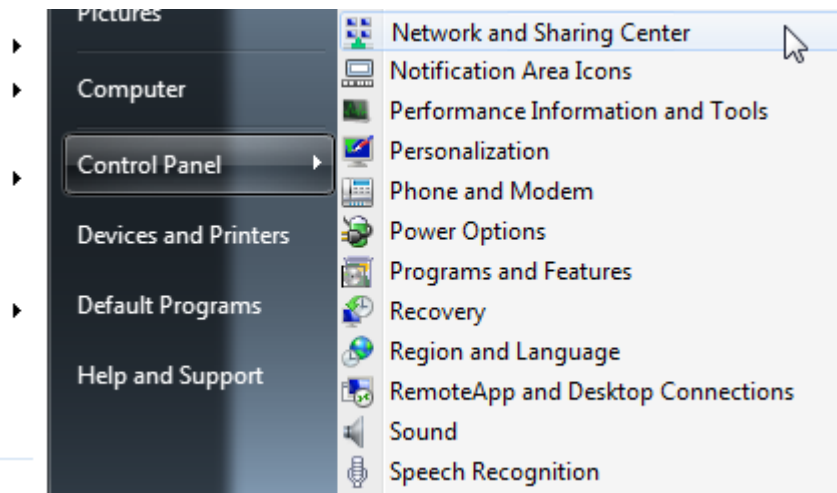 Pictures
Computer
Control Panel
Devices and Printers
Default Programs
Help and Support
Network and Sharing Center
Notification Area Icons
Performance Information and Tools
Personalization
Phone and Modem
Power Options
Programs and Features
Recovery
Region and Language
RemoteApp and Desktop Connections
Sound
Speech Recognition